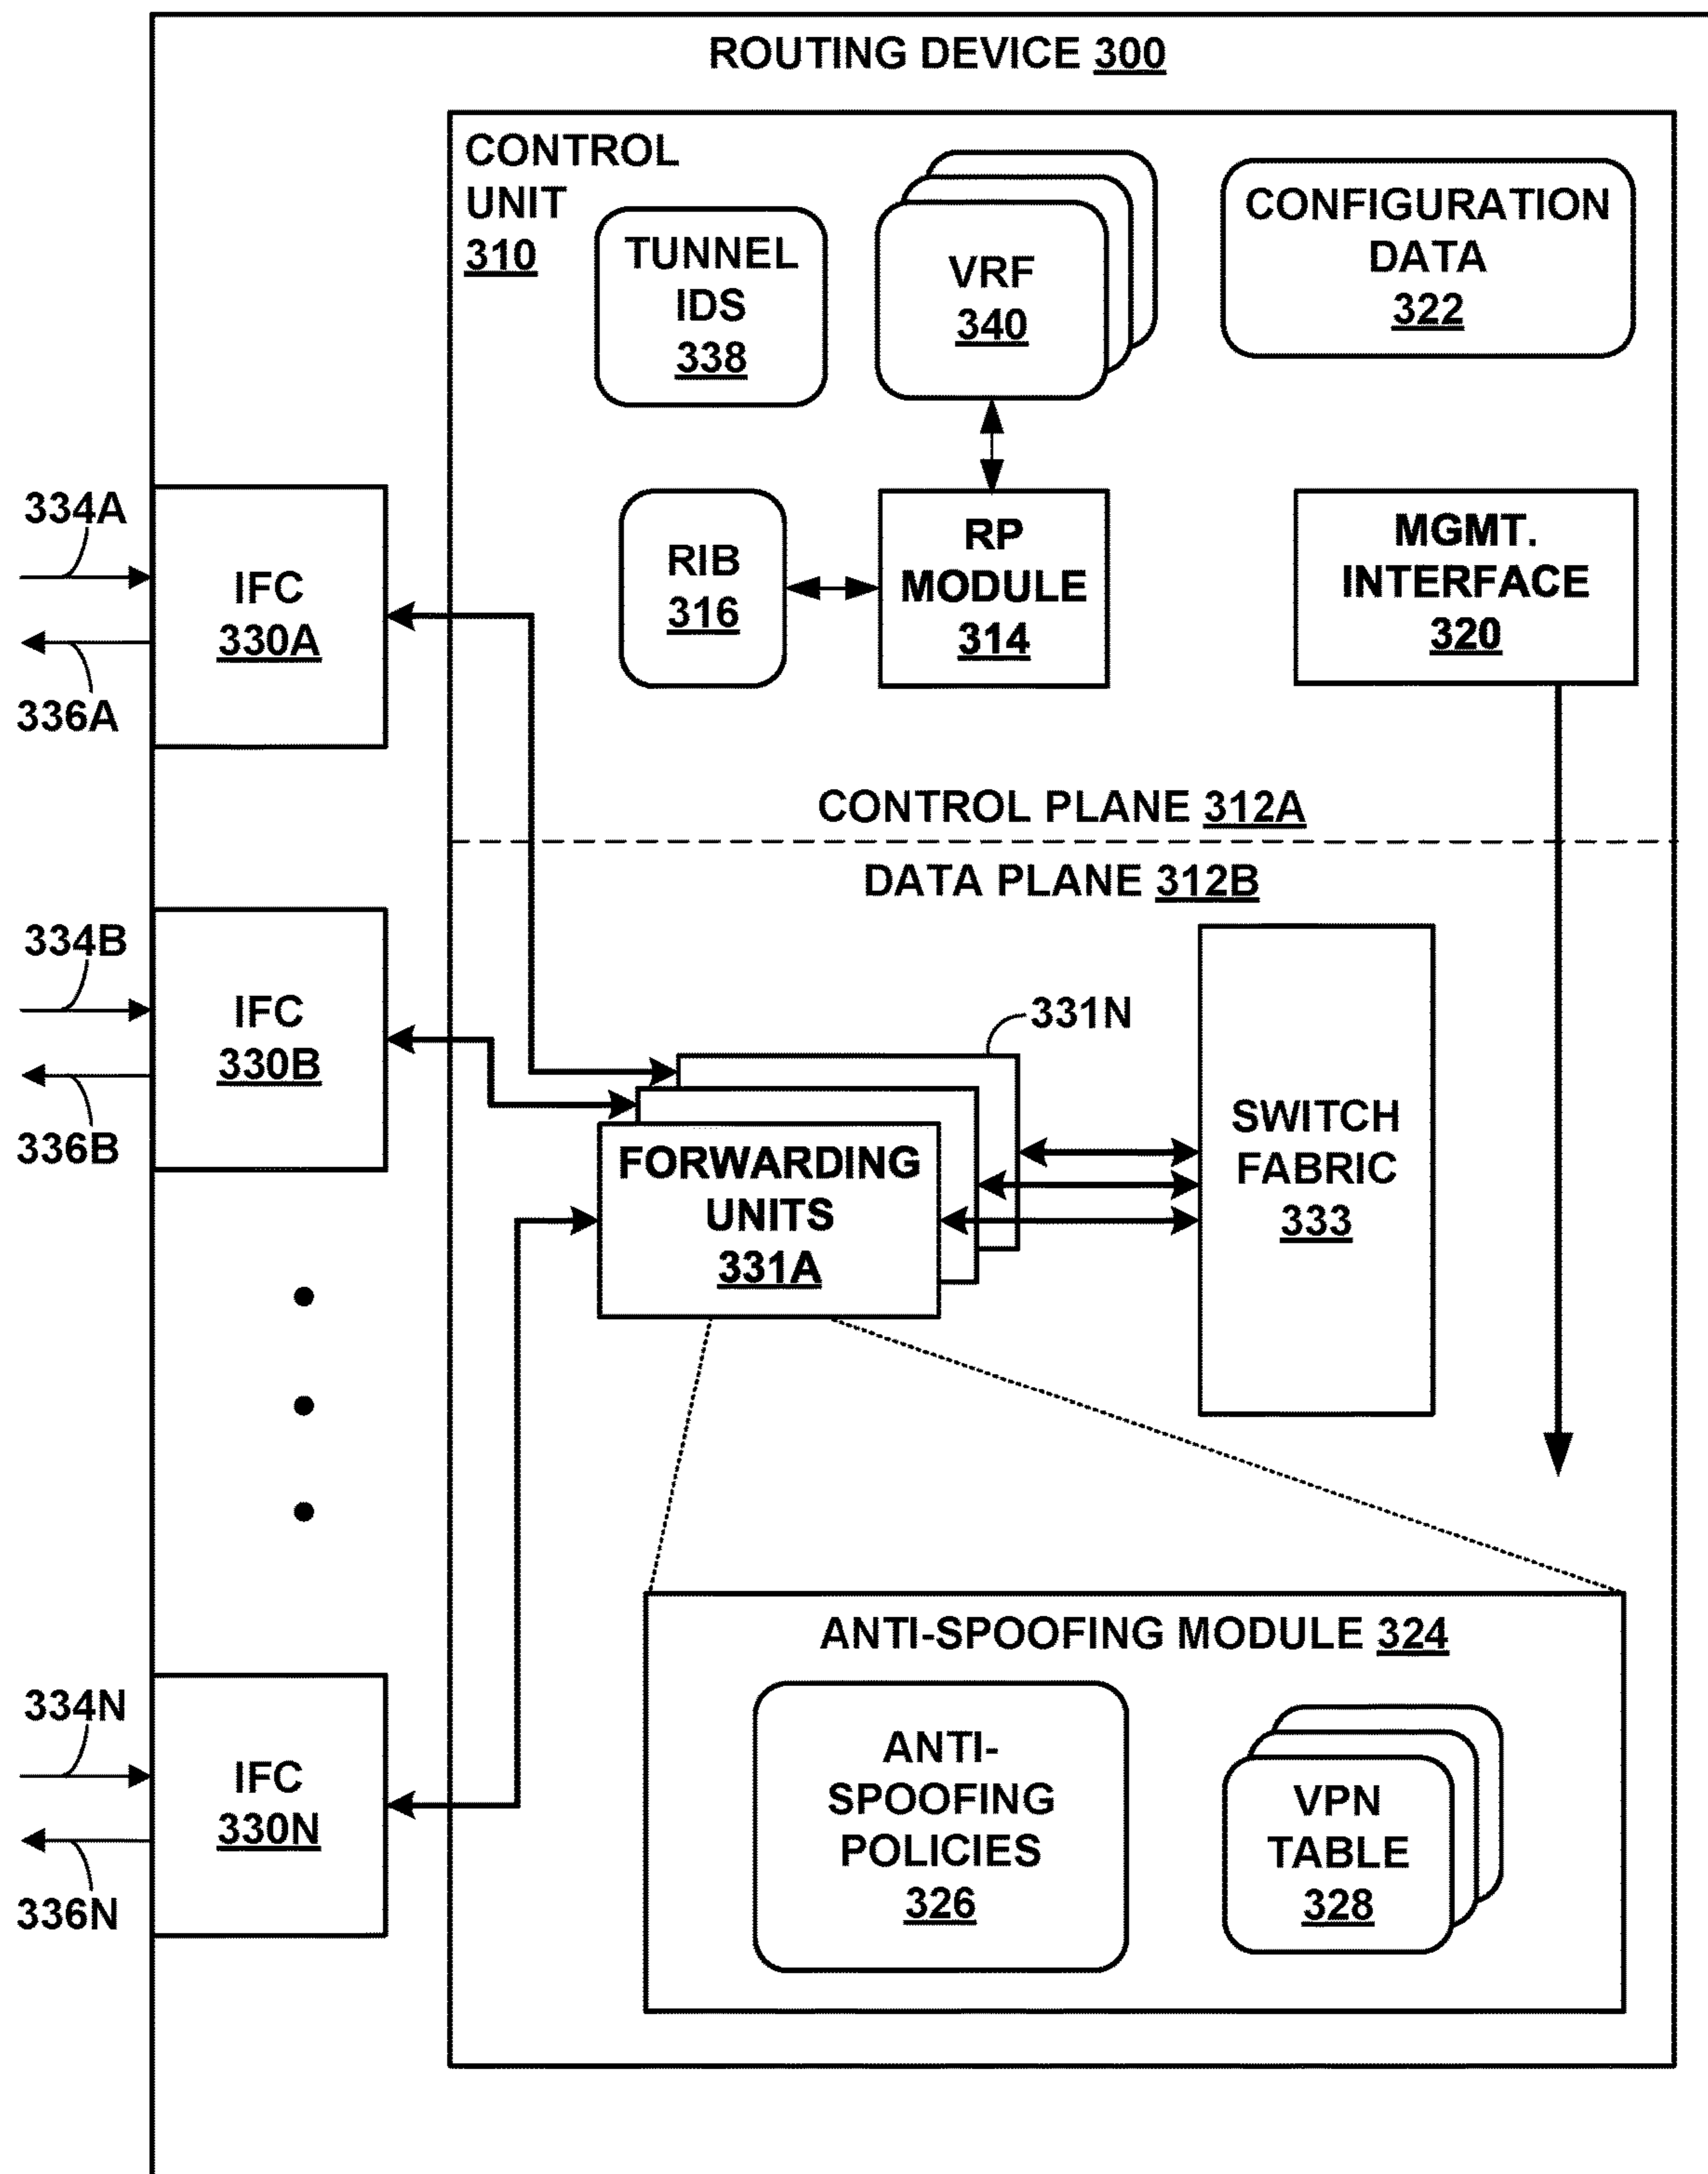 ROUTING DEVICE 300
CONTROL
UNIT
310
TUNNEL
IDS
338
VRF
340
CONFIGURATION
DATA
322
334A
IFC
330A
336A
RIB
316
RP
MODULE
314
MGMT.
INTERFACE
320
CONTROL PLANE 312A
DATA PLANE 312B
334B
IFC
330B
336B
331N
FORWARDING
UNITS
331A
SWITCH
FABRIC
333
334N
IFC
330N
336N
ANTI-SPOOFING MODULE 324
ANTI-
SPOOFING
POLICIES
326
VPN
TABLE
328